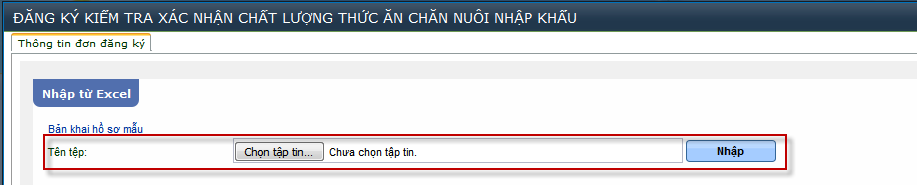 ĐĂNG KÝ KIỂM TRA XÁC NHẬN CHẤT LƯỢNG THỨC ĂN CHĂN NUÔI NHẬP KHẨU
Thông tin đơn đăng ký
Nhập từ Excel
Bản khai hồ sơ mẫu
Tên tệp: Chọn tập tin... Chưa chọn tập tin. Nhập